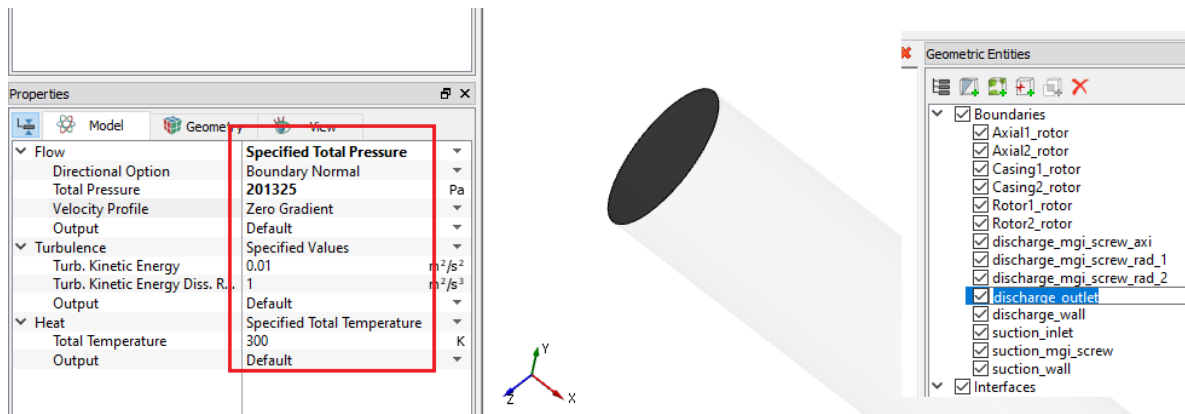 Properties
Model Geometry View
Flow Specified Total Pressure
Directional Option Boundary Normal
Total Pressure 201325 Pa
Velocity Profile Zero Gradient
Output Default
Turbulence Specified Values
Turb. Kinetic Energy 0.01 m²/s²
Turb. Kinetic Energy Diss. R... 1 m²/s³
Output Default
Heat Specified Total Temperature
Total Temperature 300 K
Output Default
Y
Z
X
Geometric Entities
Boundaries
Axial1_rotor
Axial2_rotor
Casing1_rotor
Casing2_rotor
Rotor1_rotor
Rotor2_rotor
discharge_mgi_screw_axi
discharge_mgi_screw_rad_1
discharge_mgi_screw_rad_2
discharge_outlet
discharge_wall
suction_inlet
suction_mgi_screw
suction_wall
Interfaces